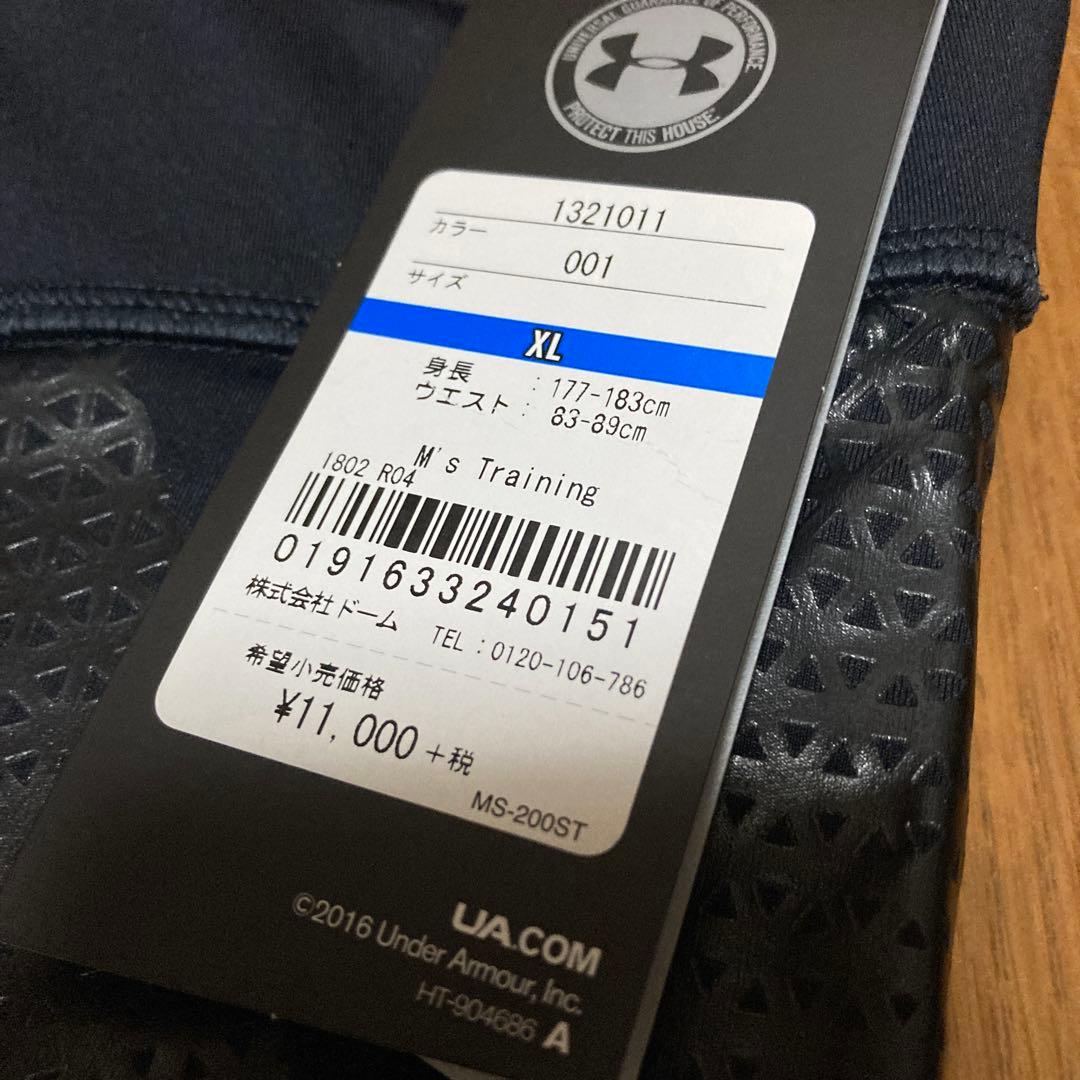 UNIVERSAL GUARANTEE OF PERFORMANCE
PROTECT THIS HOUSE.
1321011
カラー
001
サイズ
XL
身長 : 177-183cm
ウエスト : 83-89cm
M's Training
1802 R04
0191633240151
株式会社ドーム TEL:0120-106-786
希望小売価格
¥11,000+税
MS-200ST
UA.COM
©2016 Under Armour, Inc.
HT-904686 A